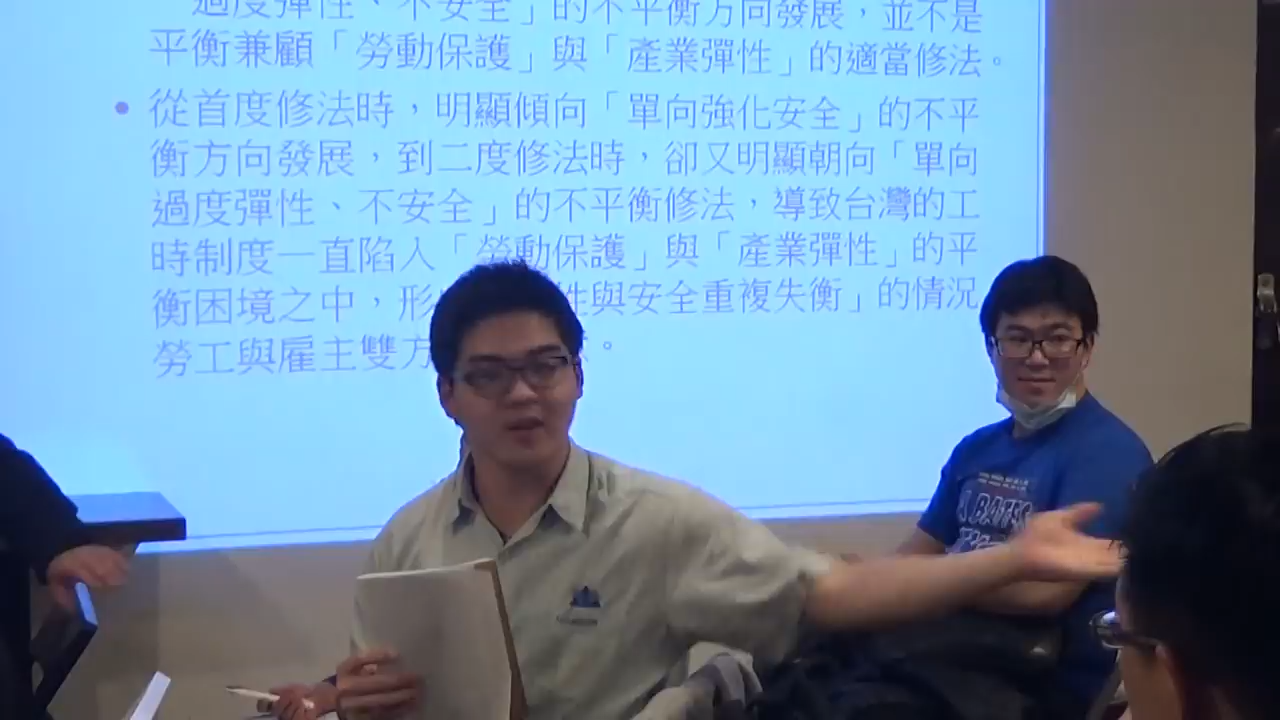 過度彈性、不安全」的不平衡方向發展，並不是
平衡兼顧「勞動保護」與「產業彈性」的適當修法。
• 從首度修法時，明顯傾向「單向強化安全」的不平
衡方向發展，到二度修法時，卻又明顯朝向「單向
過度彈性、不安全」的不平衡修法，導致台灣的工
時制度一直陷入「勞動保護」與「產業彈性」的平
衡困境之中，形 性與安全重複失衡」的情況
勞工與雇主雙方 。
BATES